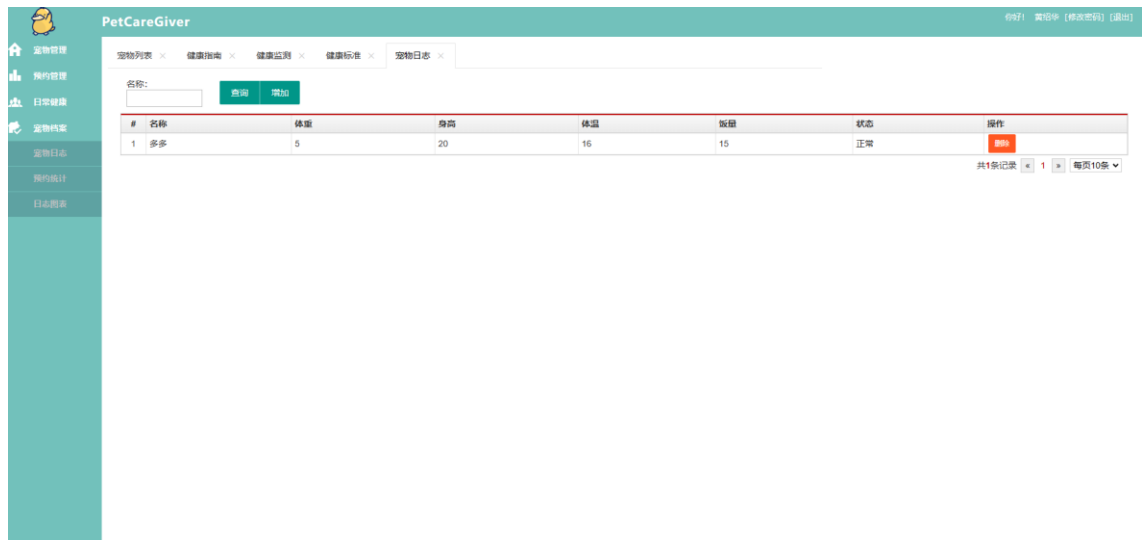 PetCareGiver
你好! 黄绍华 [修改密码] [退出]
宠物管理
预约管理
日常健康
宠物档案
宠物日志
预约统计
日志图表
宠物列表 × 健康指南 × 健康监测 × 健康标准 × 宠物日志 ×
名称:
查询 增加
# 名称 体重 身高 体温 饭量 状态 操作
1 多多 5 20 16 15 正常 删除
共1条记录 « 1 » 每页10条